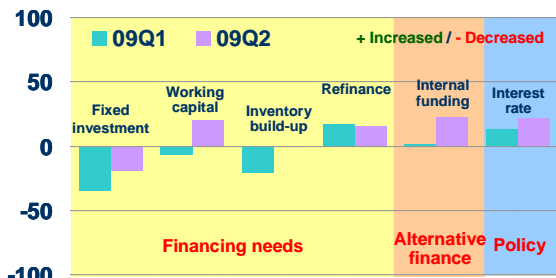 100
09Q1 09Q2 + Increased / - Decreased
50
Fixed investment
Working capital
Inventory build-up
Refinance
Internal funding
Interest rate
0
-50
Financing needs
Alternative finance
Policy
-100